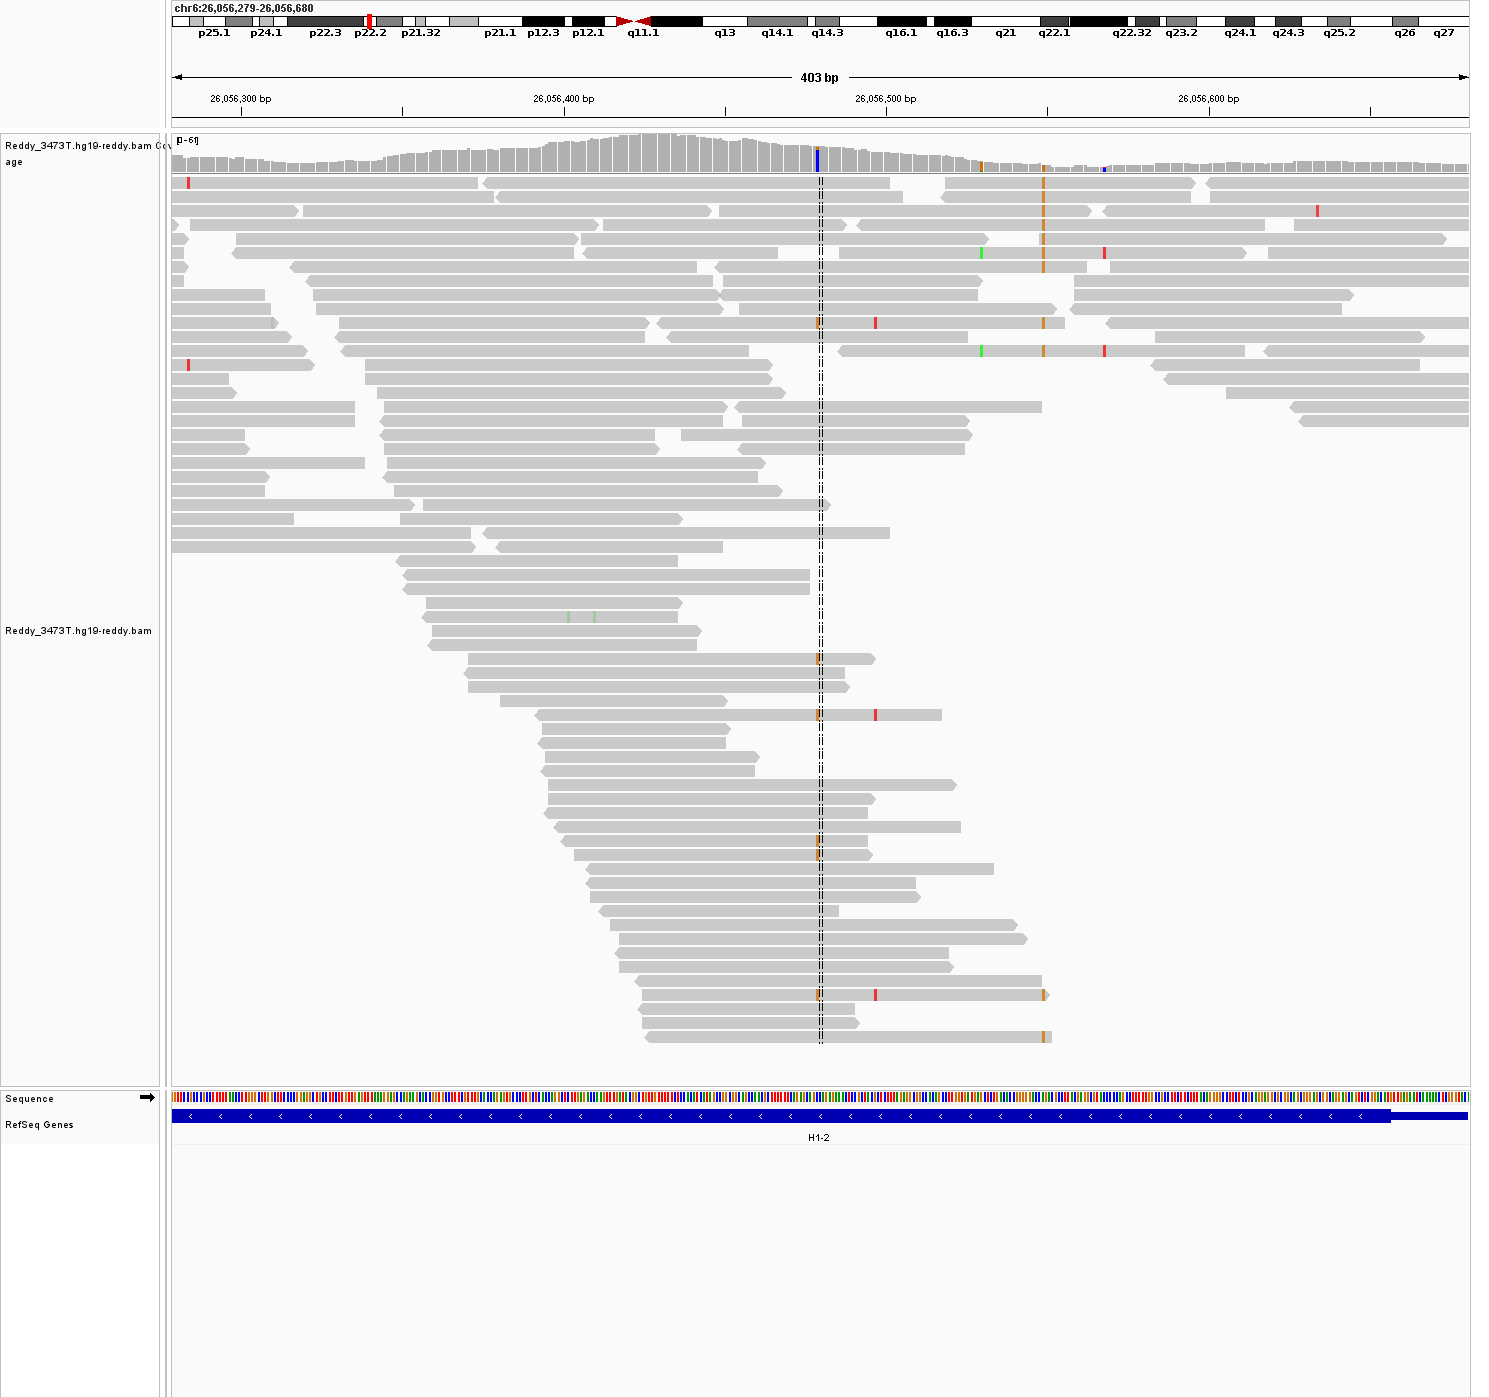 chr6:26,056,279-26,056,680
p25.1 p24.1 p22.3 p22.2 p21.32 p21.1 p12.3 p12.1 q11.1 q13 q14.1 q14.3 q16.1 q16.3 q21 q22.1 q22.32 q23.2 q24.1 q24.3 q25.2 q26 q27
403 bp
26,056,300 bp 26,056,400 bp 26,056,500 bp 26,056,600 bp
[0-61]
Reddy_3473T.hg19-reddy.bam Cov
age
Reddy_3473T.hg19-reddy.bam
Sequence
RefSeq Genes
H1-2